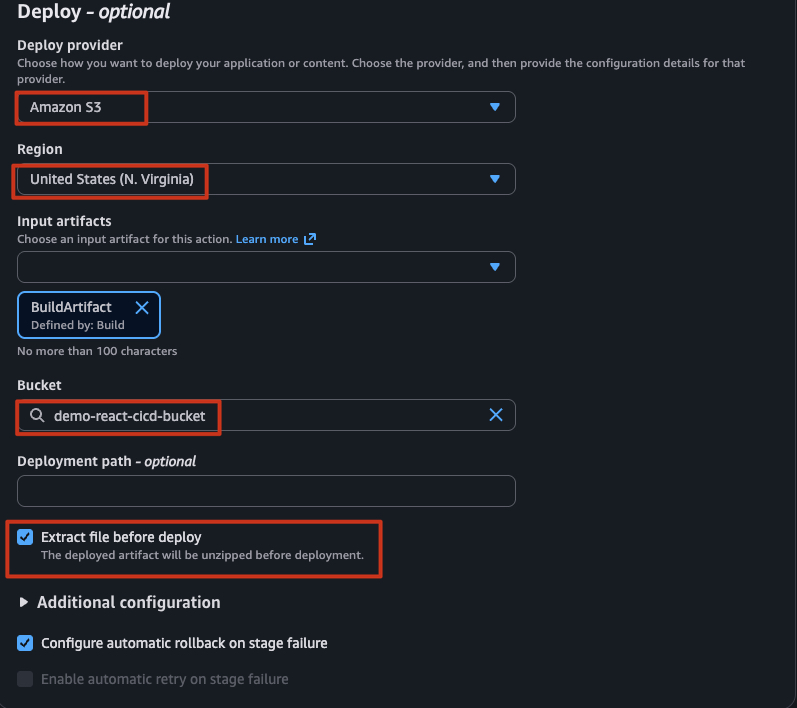 Deploy - optional
Deploy provider
Choose how you want to deploy your application or content. Choose the provider, and then provide the configuration details for that
provider.
Amazon S3
Region
United States (N. Virginia)
Input artifacts
Choose an input artifact for this action. Learn more
BuildArtifact
Defined by: Build
No more than 100 characters
Bucket
demo-react-cicd-bucket
Deployment path - optional
Extract file before deploy
The deployed artifact will be unzipped before deployment.
Additional configuration
Configure automatic rollback on stage failure
Enable automatic retry on stage failure